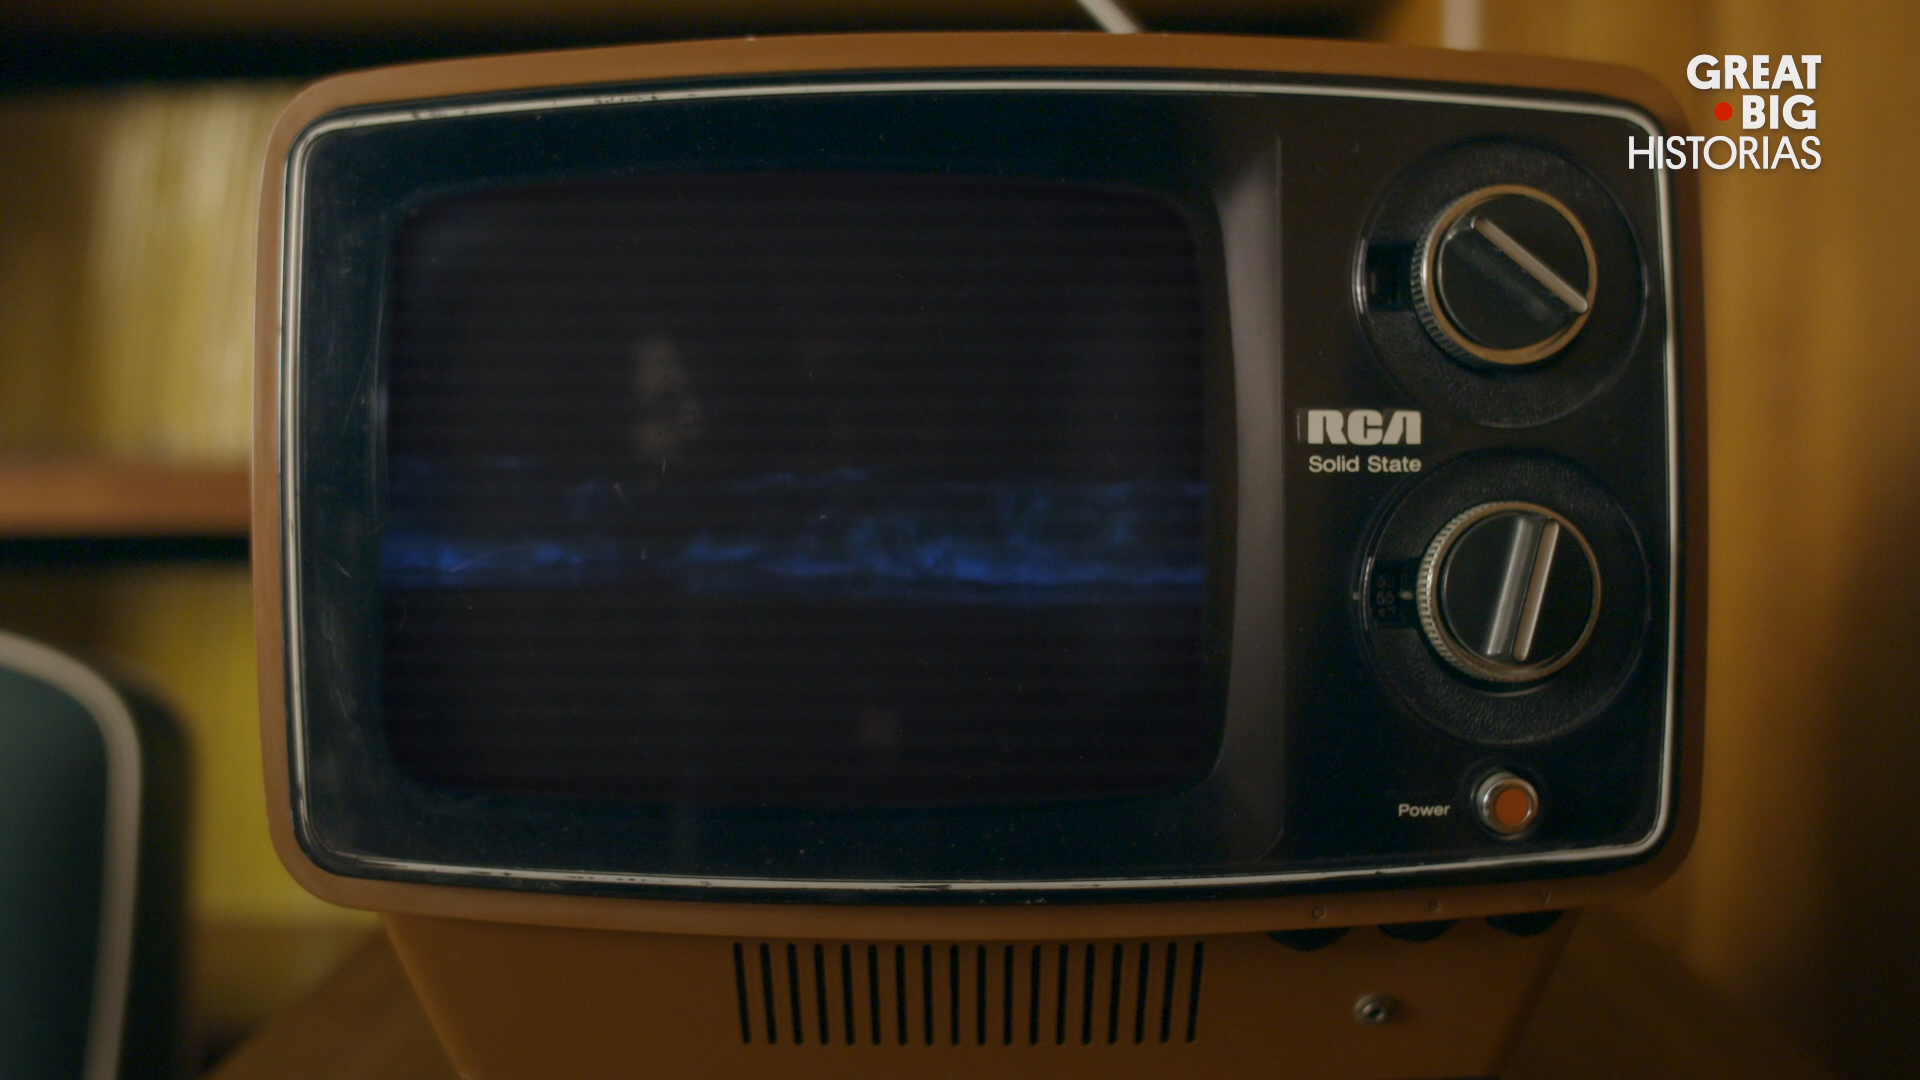 GREAT
BIG
HISTORIAS
RCA
Solid State
Power